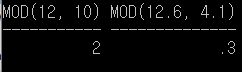 MOD(12, 10) MOD(12.6, 4.1)
----------- --------------
2 .3